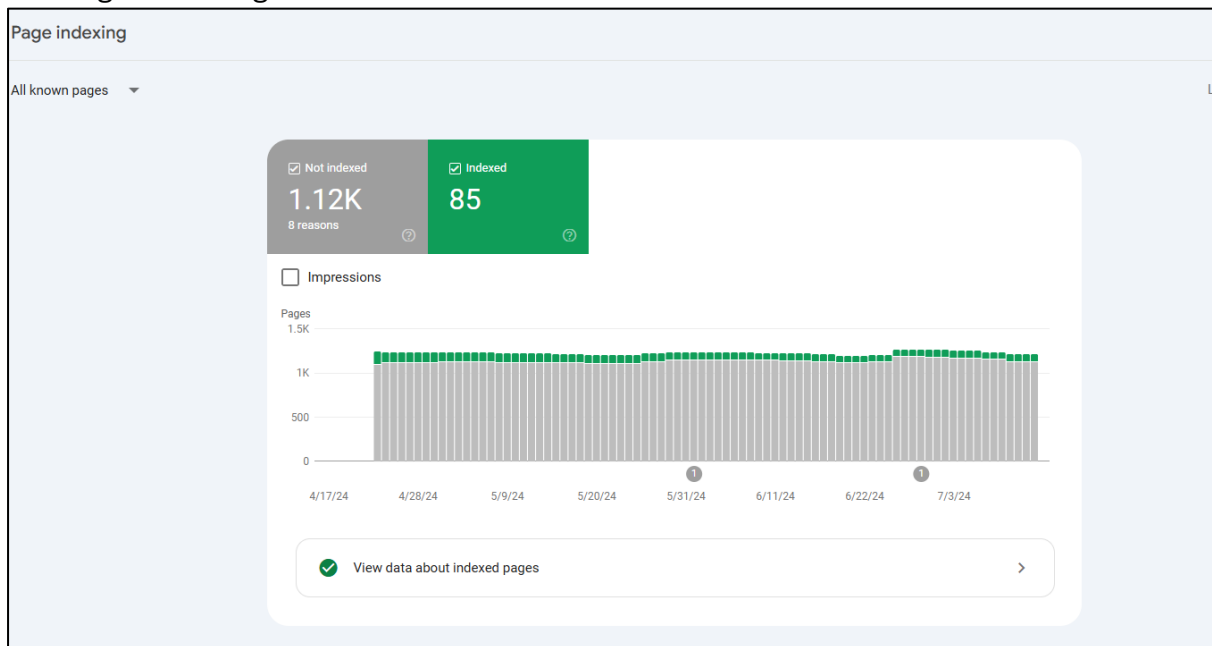 Page indexing
All known pages
Not indexed
1.12K
8 reasons
Indexed
85
Impressions
Pages
1.5K
1K
500
0
1 1
4/17/24 4/28/24 5/9/24 5/20/24 5/31/24 6/11/24 6/22/24 7/3/24
View data about indexed pages